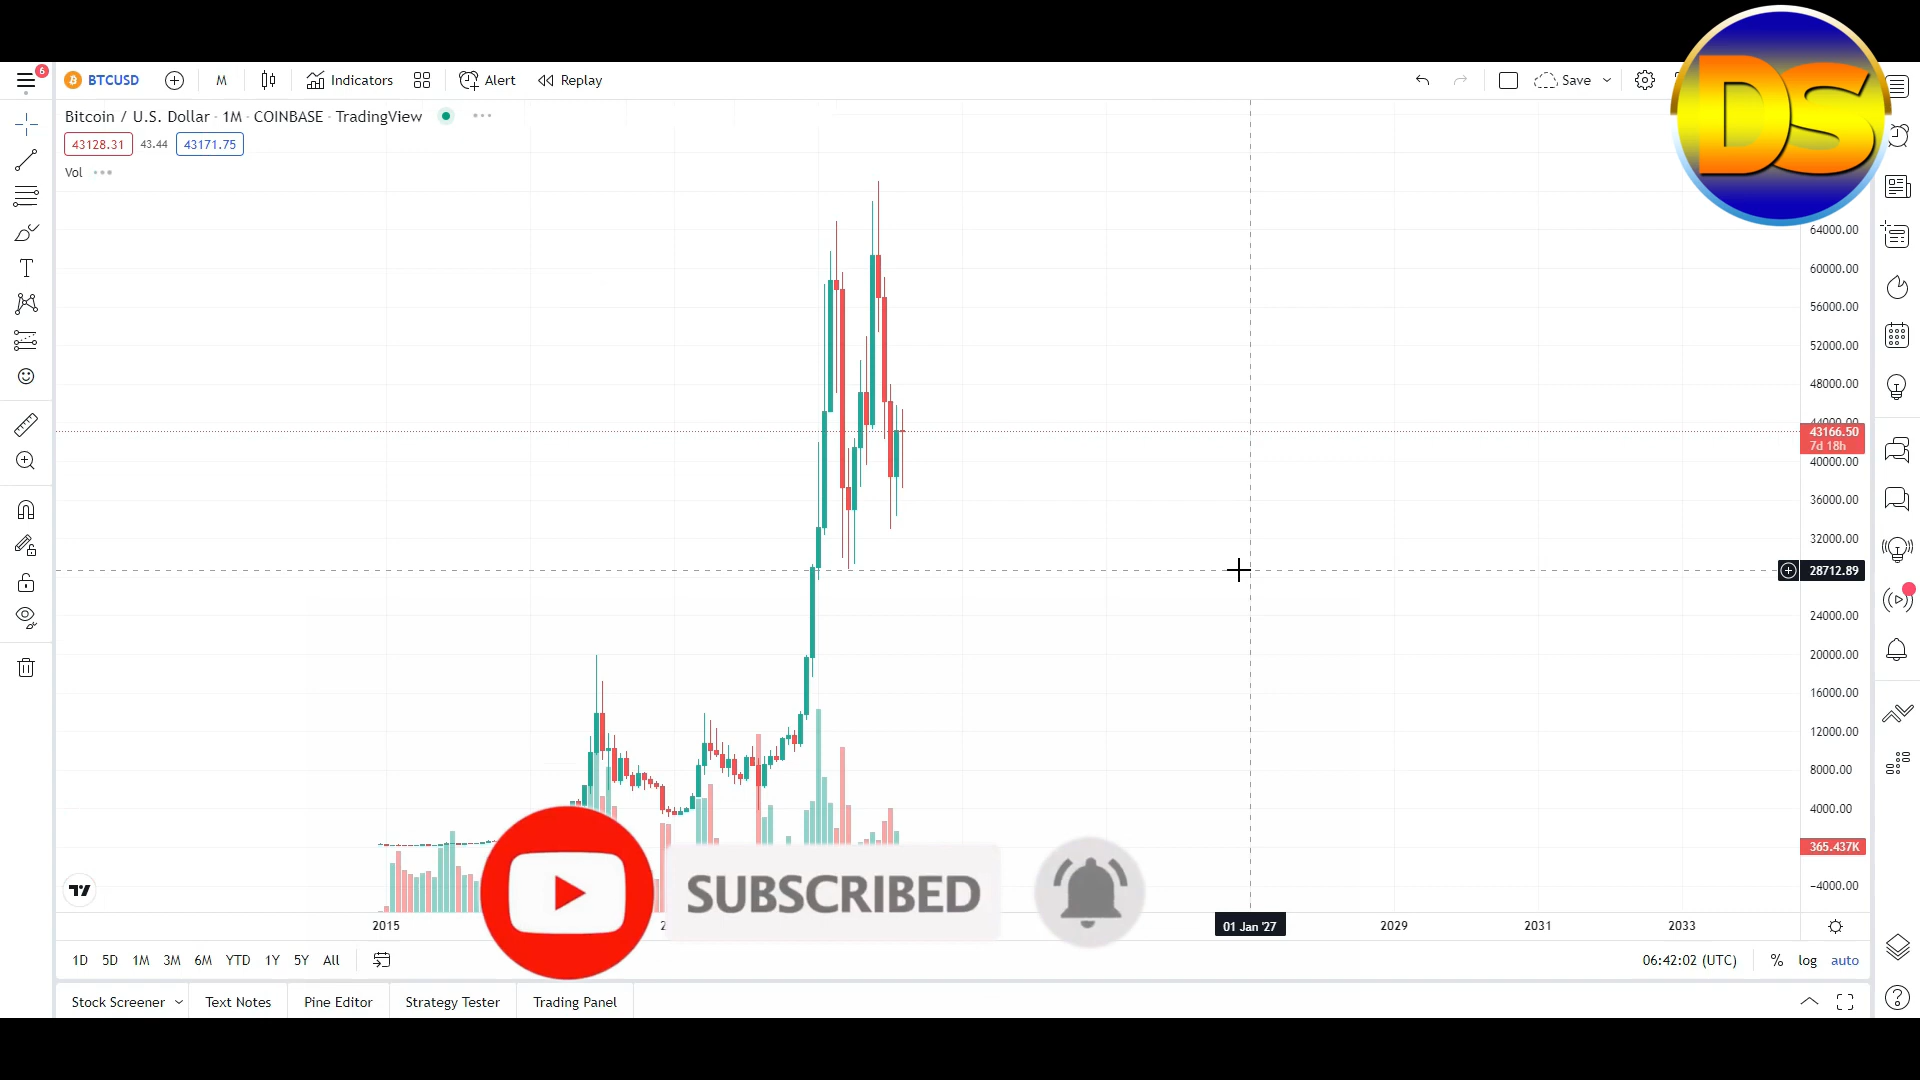 6
BTCUSD
M
Indicators
Alert
Replay
Save
DS
Bitcoin / U.S. Dollar · 1M · COINBASE · TradingView
43128.31 43.44 43171.75
Vol
64000.00
60000.00
56000.00
52000.00
48000.00
44000.00
43166.50
7d 18h
40000.00
36000.00
32000.00
28712.89
24000.00
20000.00
16000.00
12000.00
8000.00
4000.00
365.437K
−4000.00
SUBSCRIBED
2015
01 Jan '27
2029
2031
2033
1D 5D 1M 3M 6M YTD 1Y 5Y All
06:42:02 (UTC) % log auto
Stock Screener Text Notes Pine Editor Strategy Tester Trading Panel